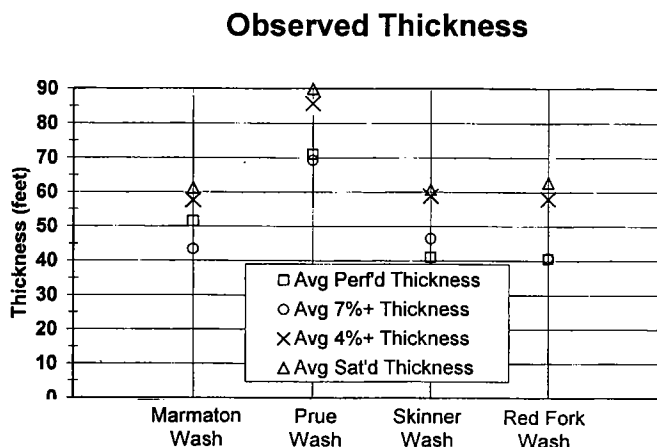 Observed Thickness
Thickness (feet)
90
80
70
60
50
40
30
20
10
0
Avg Perf'd Thickness
Avg 7%+ Thickness
Avg 4%+ Thickness
Avg Sat'd Thickness
Marmaton Wash
Prue Wash
Skinner Wash
Red Fork Wash